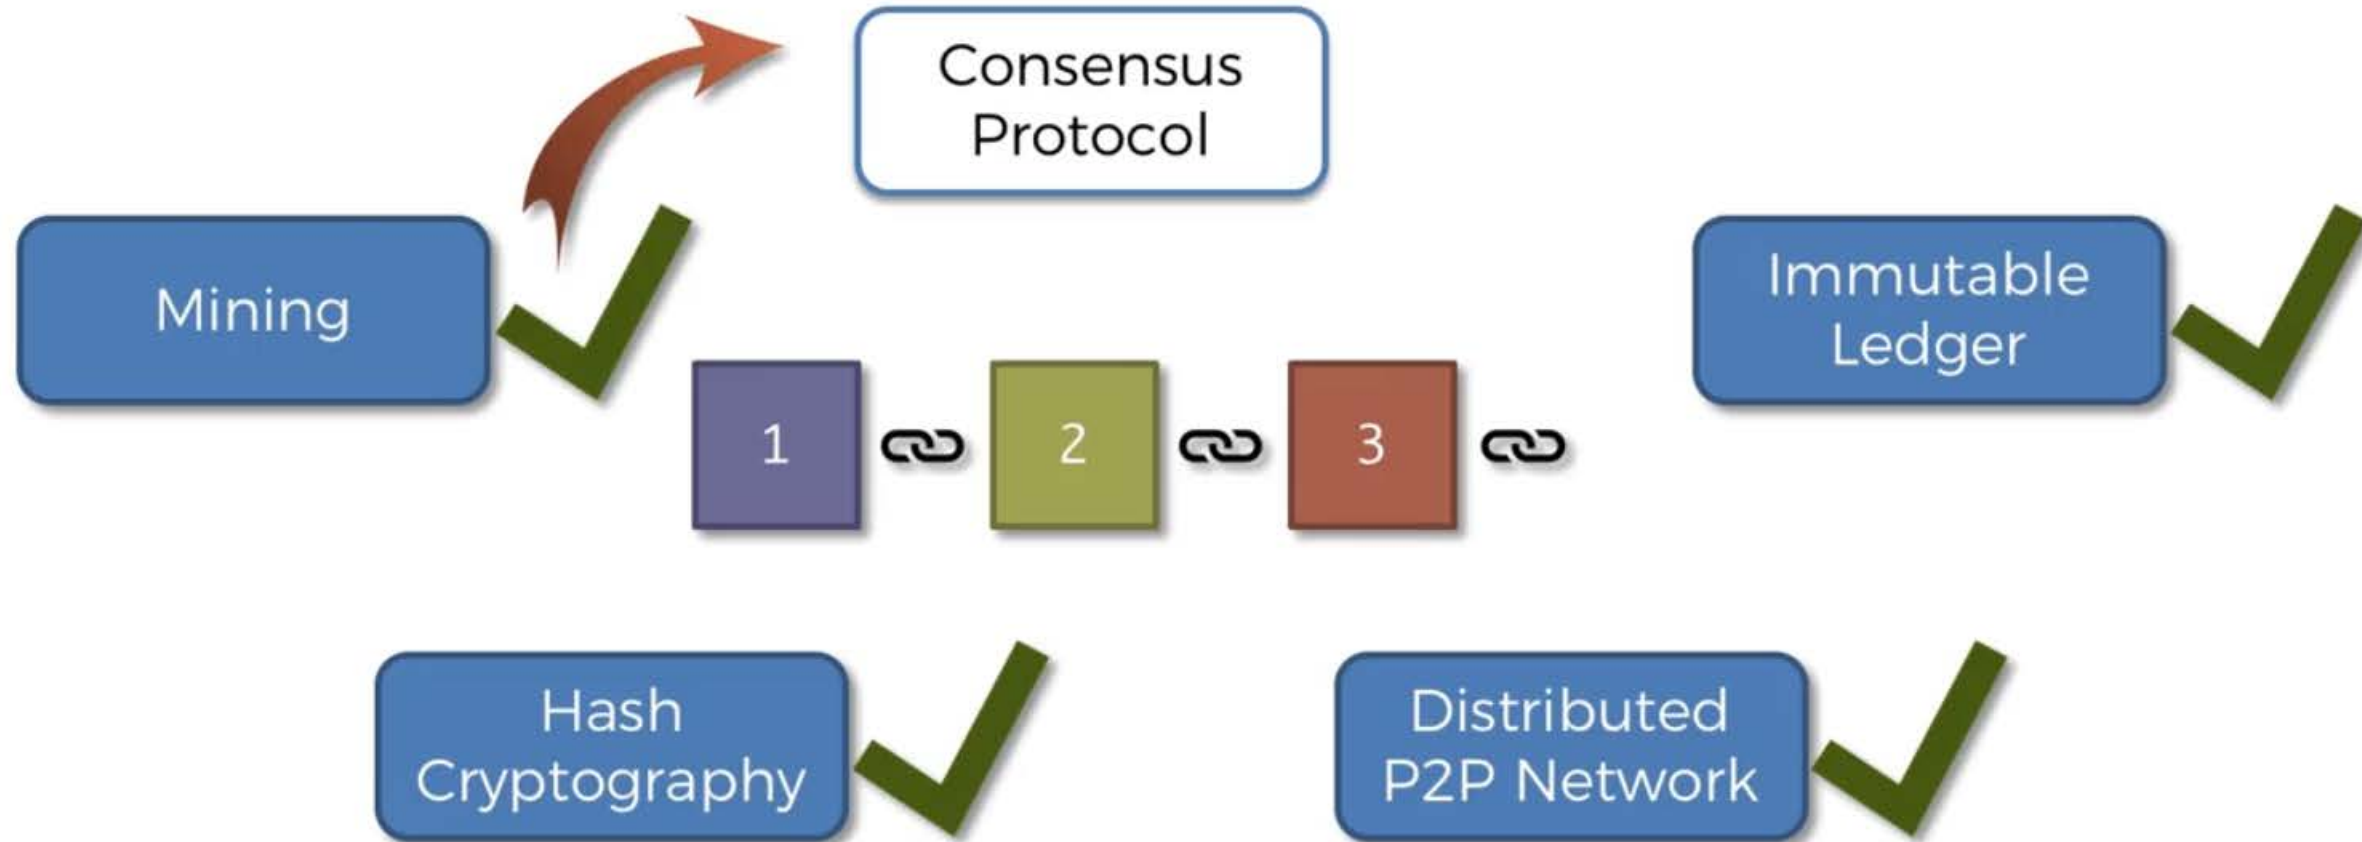 Consensus
Protocol
Mining
Immutable
Ledger
1
2
3
Hash
Cryptography
Distributed
P2P Network